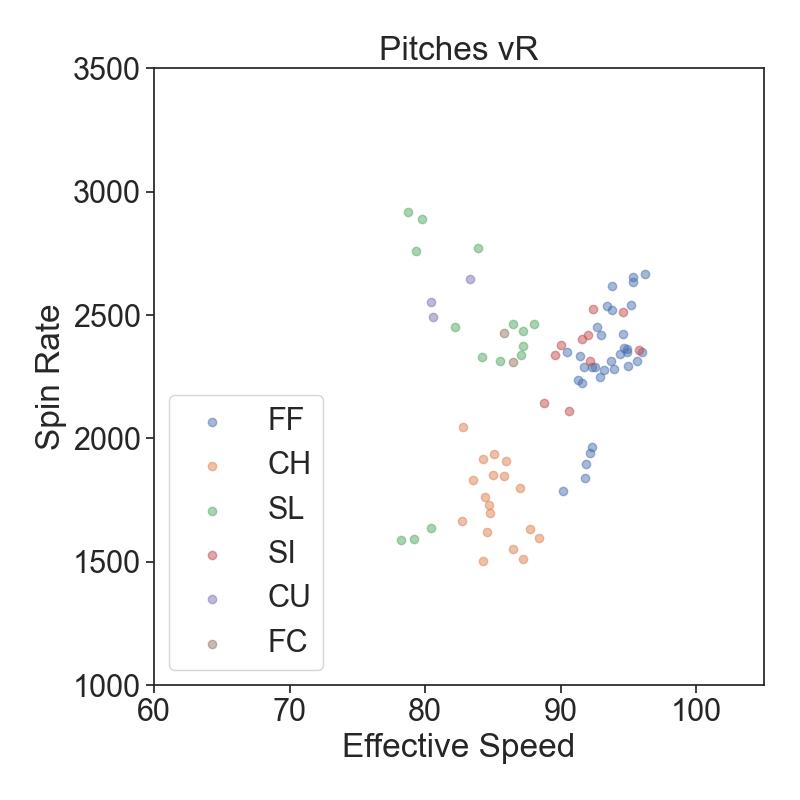 Pitches vR
3500
3000
2500
2000
1500
1000
Spin Rate
FF
CH
SL
SI
CU
FC
60 70 80 90 100
Effective Speed